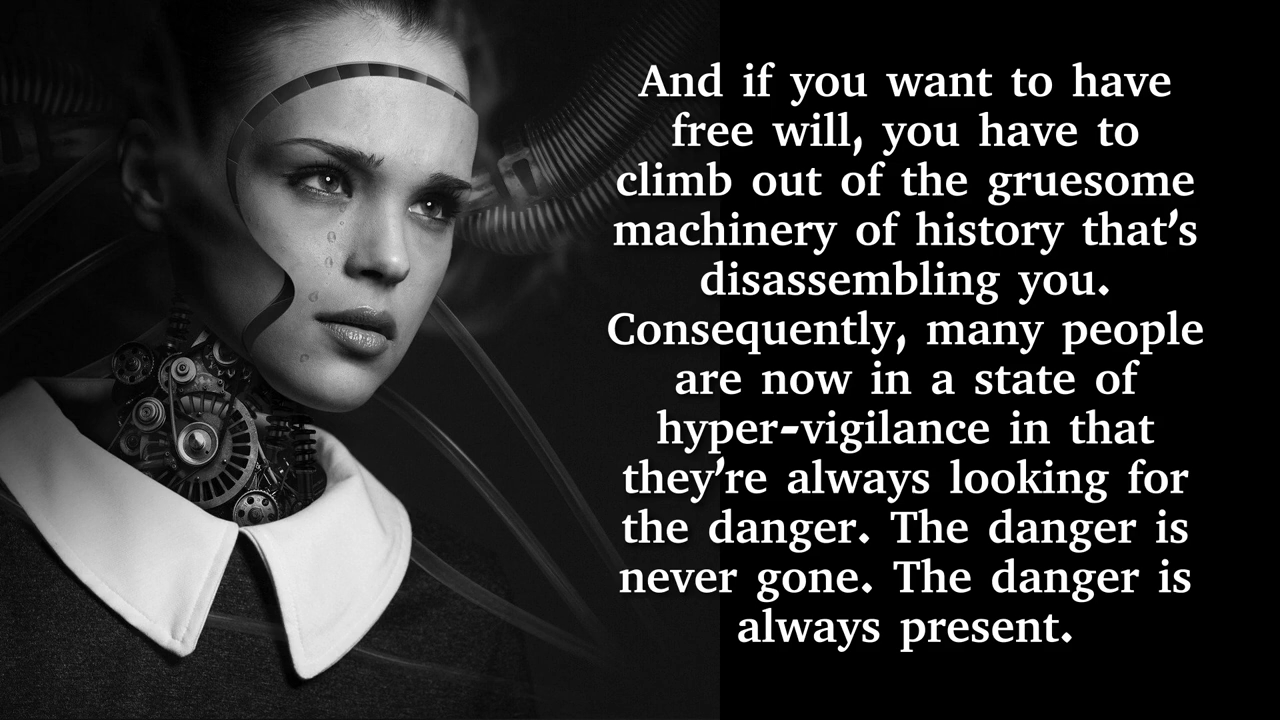 And if you want to have
free will, you have to
climb out of the gruesome
machinery of history that's
disassembling you.
Consequently, many people
are now in a state of
hyper-vigilance in that
they're always looking for
the danger. The danger is
never gone. The danger is
always present.